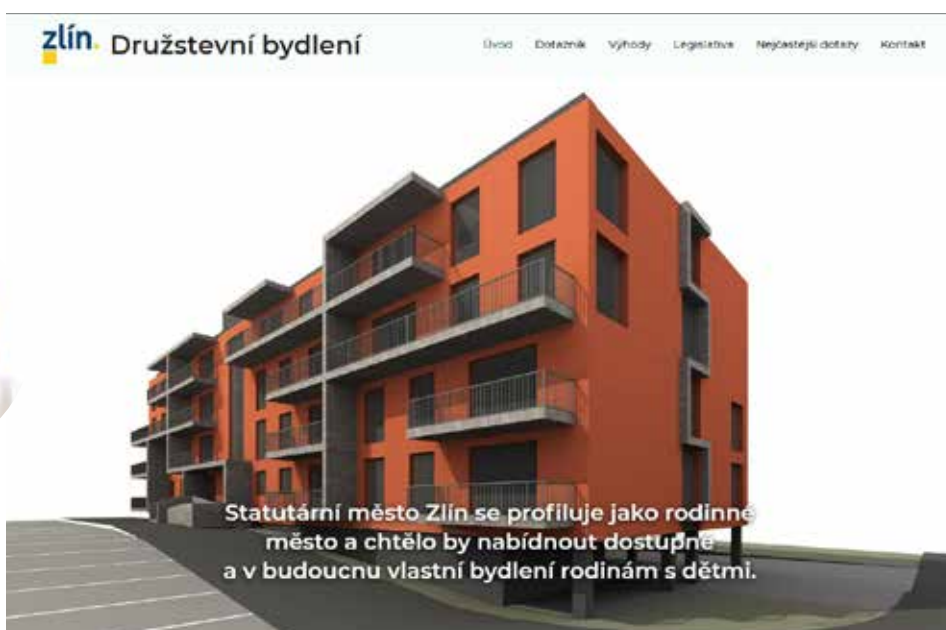 zlín.
Družstevní bydlení
Úvod Dotazník Výhody Legislativa Nejčastější dotazy Kontakt
Statutární město Zlín se profiluje jako rodinné
město a chtělo by nabídnout dostupné
a v budoucnu vlastní bydlení rodinám s dětmi.